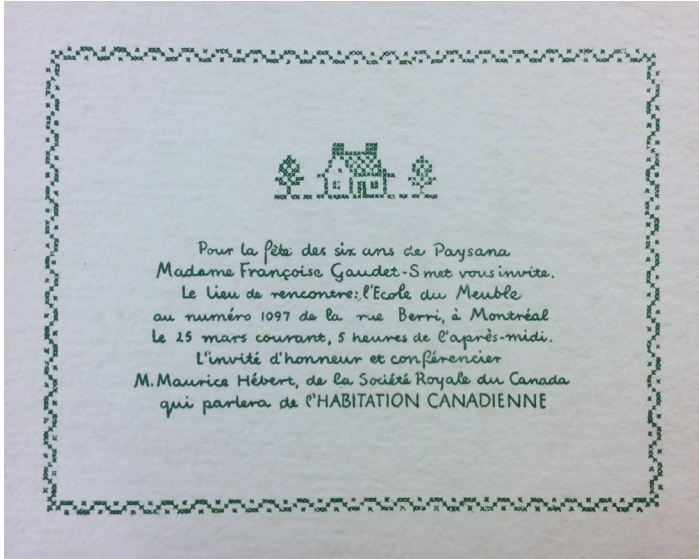 Pour la fête des six ans de Paysana
Madame Françoise Gaudet-Smet vous invite.
Le lieu de rencontre: l'Ecole du Meuble
au numéro 1097 de la rue Berri, à Montréal
le 25 mars courant, 5 heures de l'après-midi.
L'invité d'honneur et conférencier
M. Maurice Hébert, de la Société Royale du Canada
qui parlera de l'HABITATION CANADIENNE